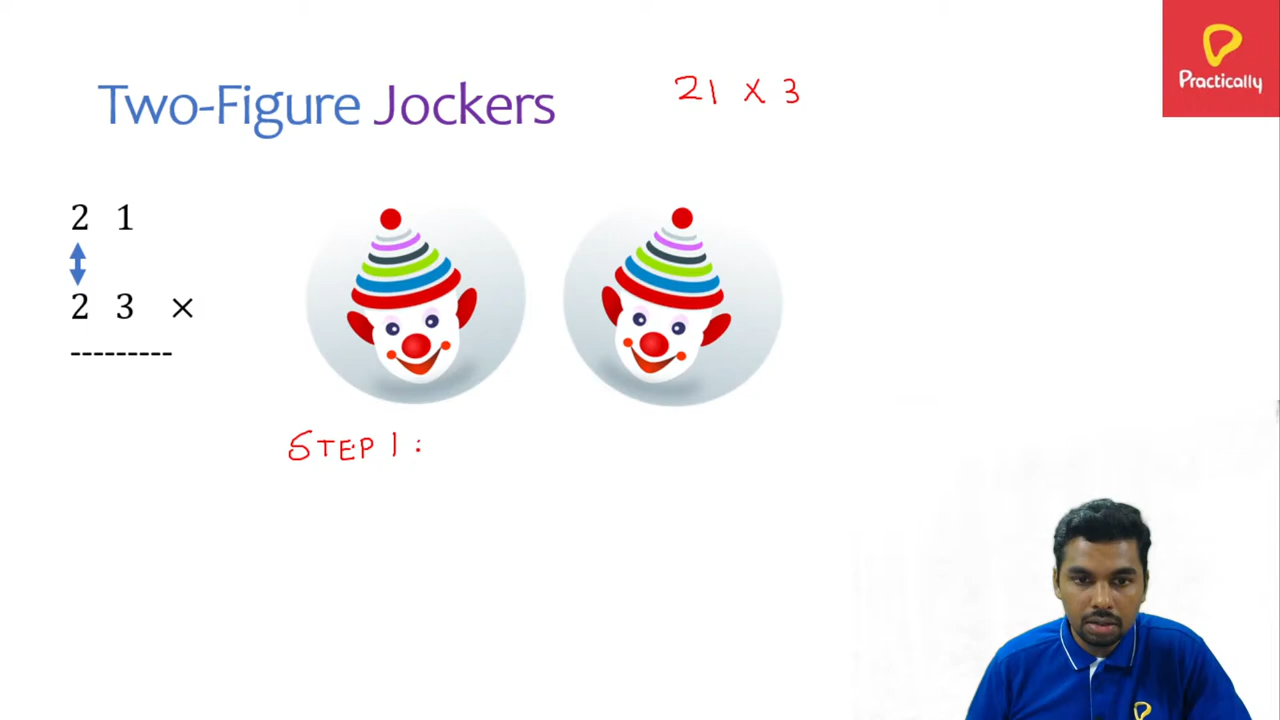 Practically
Two-Figure Jockers
21 X 3
2 1
2 3 ×
---------
STEP 1 :